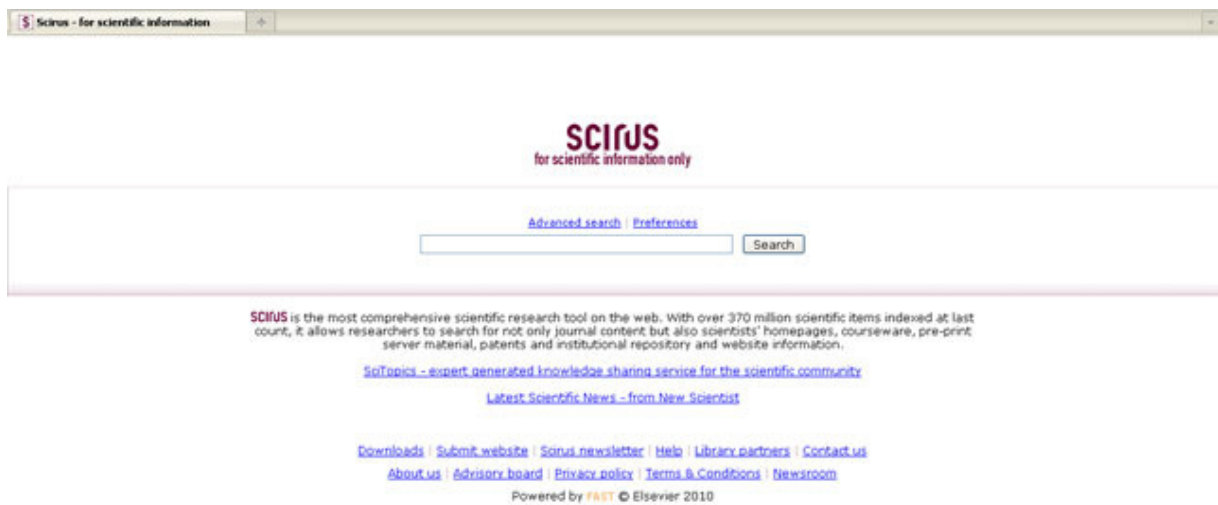 Scirus - for scientific information
SCIRUS
for scientific information only
Advanced search | Preferences
Search
SCIRUS is the most comprehensive scientific research tool on the web. With over 370 million scientific items indexed at last
count, it allows researchers to search for not only journal content but also scientists' homepages, courseware, pre-print
server material, patents and institutional repository and website information.
SciTopics - expert generated knowledge sharing service for the scientific community
Latest Scientific News - from New Scientist
Downloads | Submit website | Scirus newsletter | Help | Library partners | Contact us
About us | Advisory board | Privacy policy | Terms & Conditions | Newsroom
Powered by FAST © Elsevier 2010